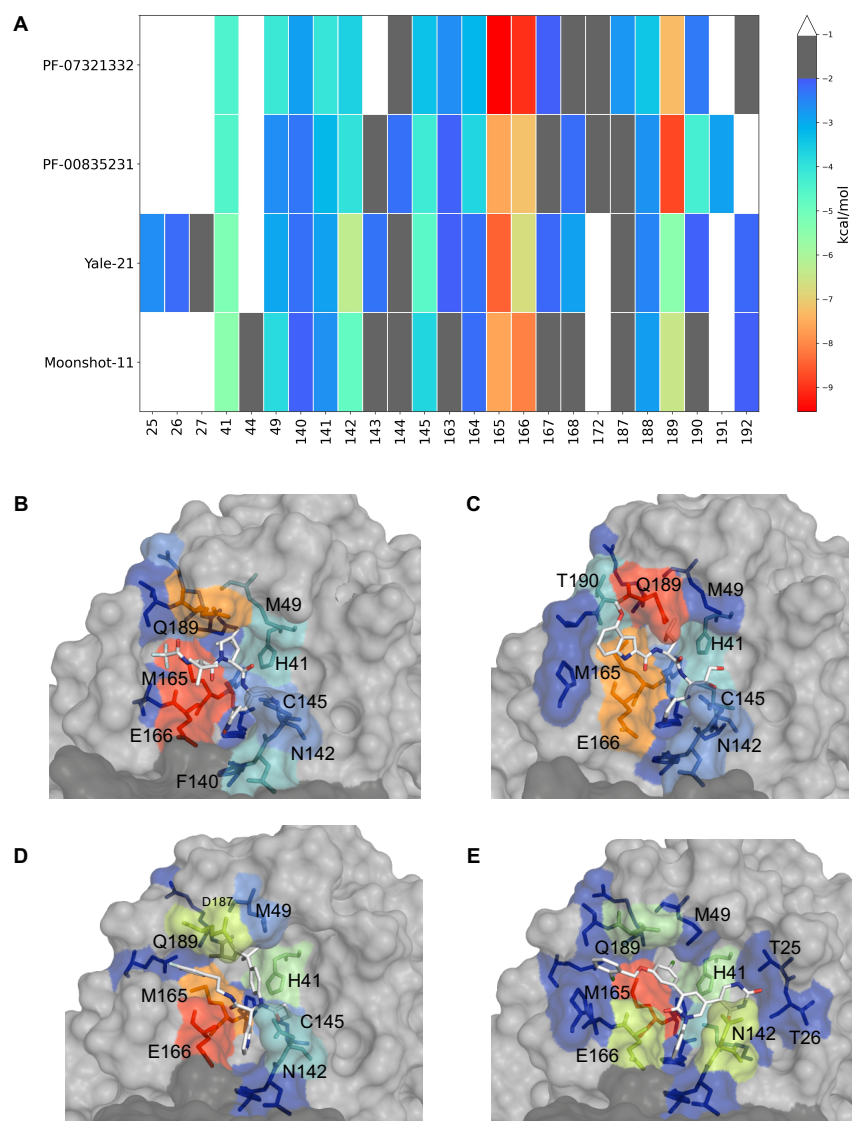 A
PF-07321332
PF-00835231
Yale-21
Moonshot-11
25 26 27 41 44 49 140 141 142 143 144 145 163 164 165 166 167 168 172 187 188 189 190 191 192
−1
−2
−3
−4
−5
−6
−7
−8
−9
kcal/mol
B
M49
Q189
H41
M165
C145
E166
N142
F140
C
T190
Q189
M49
H41
M165
C145
E166
N142
D
D187
M49
Q189
H41
M165
C145
E166
N142
E
M49
Q189
T25
H41
M165
N142
T26
E166